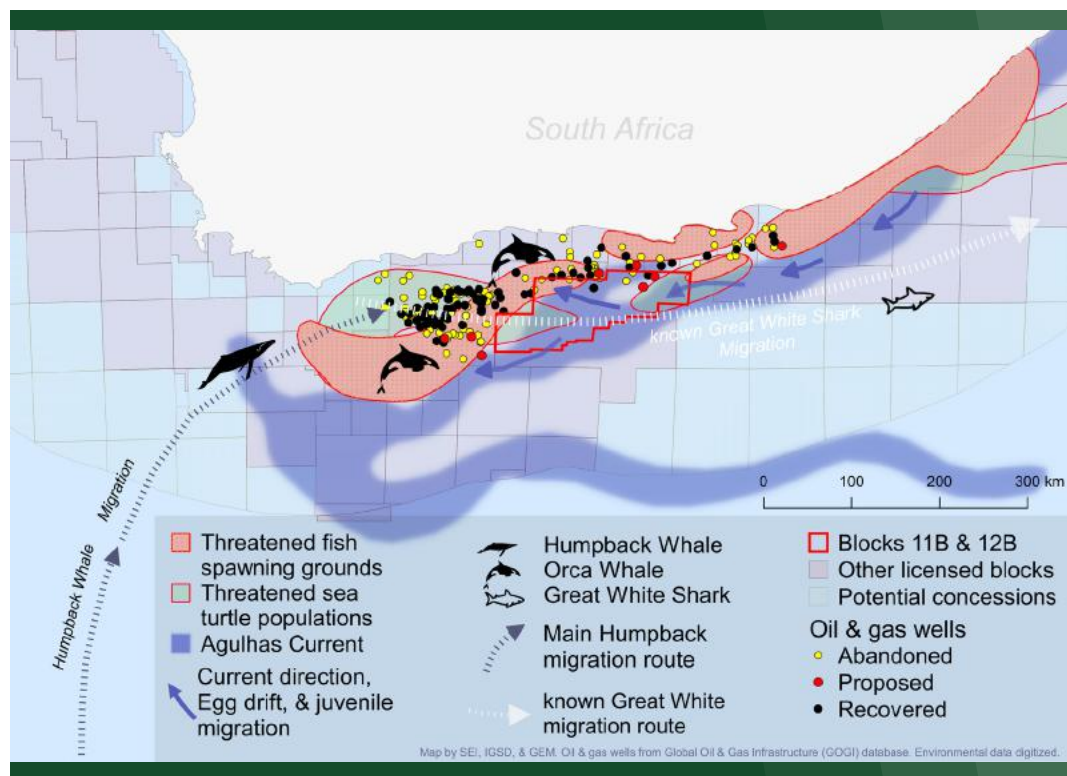 South Africa
known Great White Shark
Migration
Humpback Whale
Migration
0 100 200 300 km
Threatened fish
spawning grounds
Threatened sea
turtle populations
Agulhas Current
Current direction,
Egg drift, & juvenile
migration
Humpback Whale
Orca Whale
Great White Shark
Main Humpback
migration route
known Great White
migration route
Blocks 11B & 12B
Other licensed blocks
Potential concessions
Oil & gas wells
Abandoned
Proposed
Recovered
Map by SEI, IGSD, & GEM. Oil & gas wells from Global Oil & Gas Infrastructure (GOGI) database. Environmental data digitized.